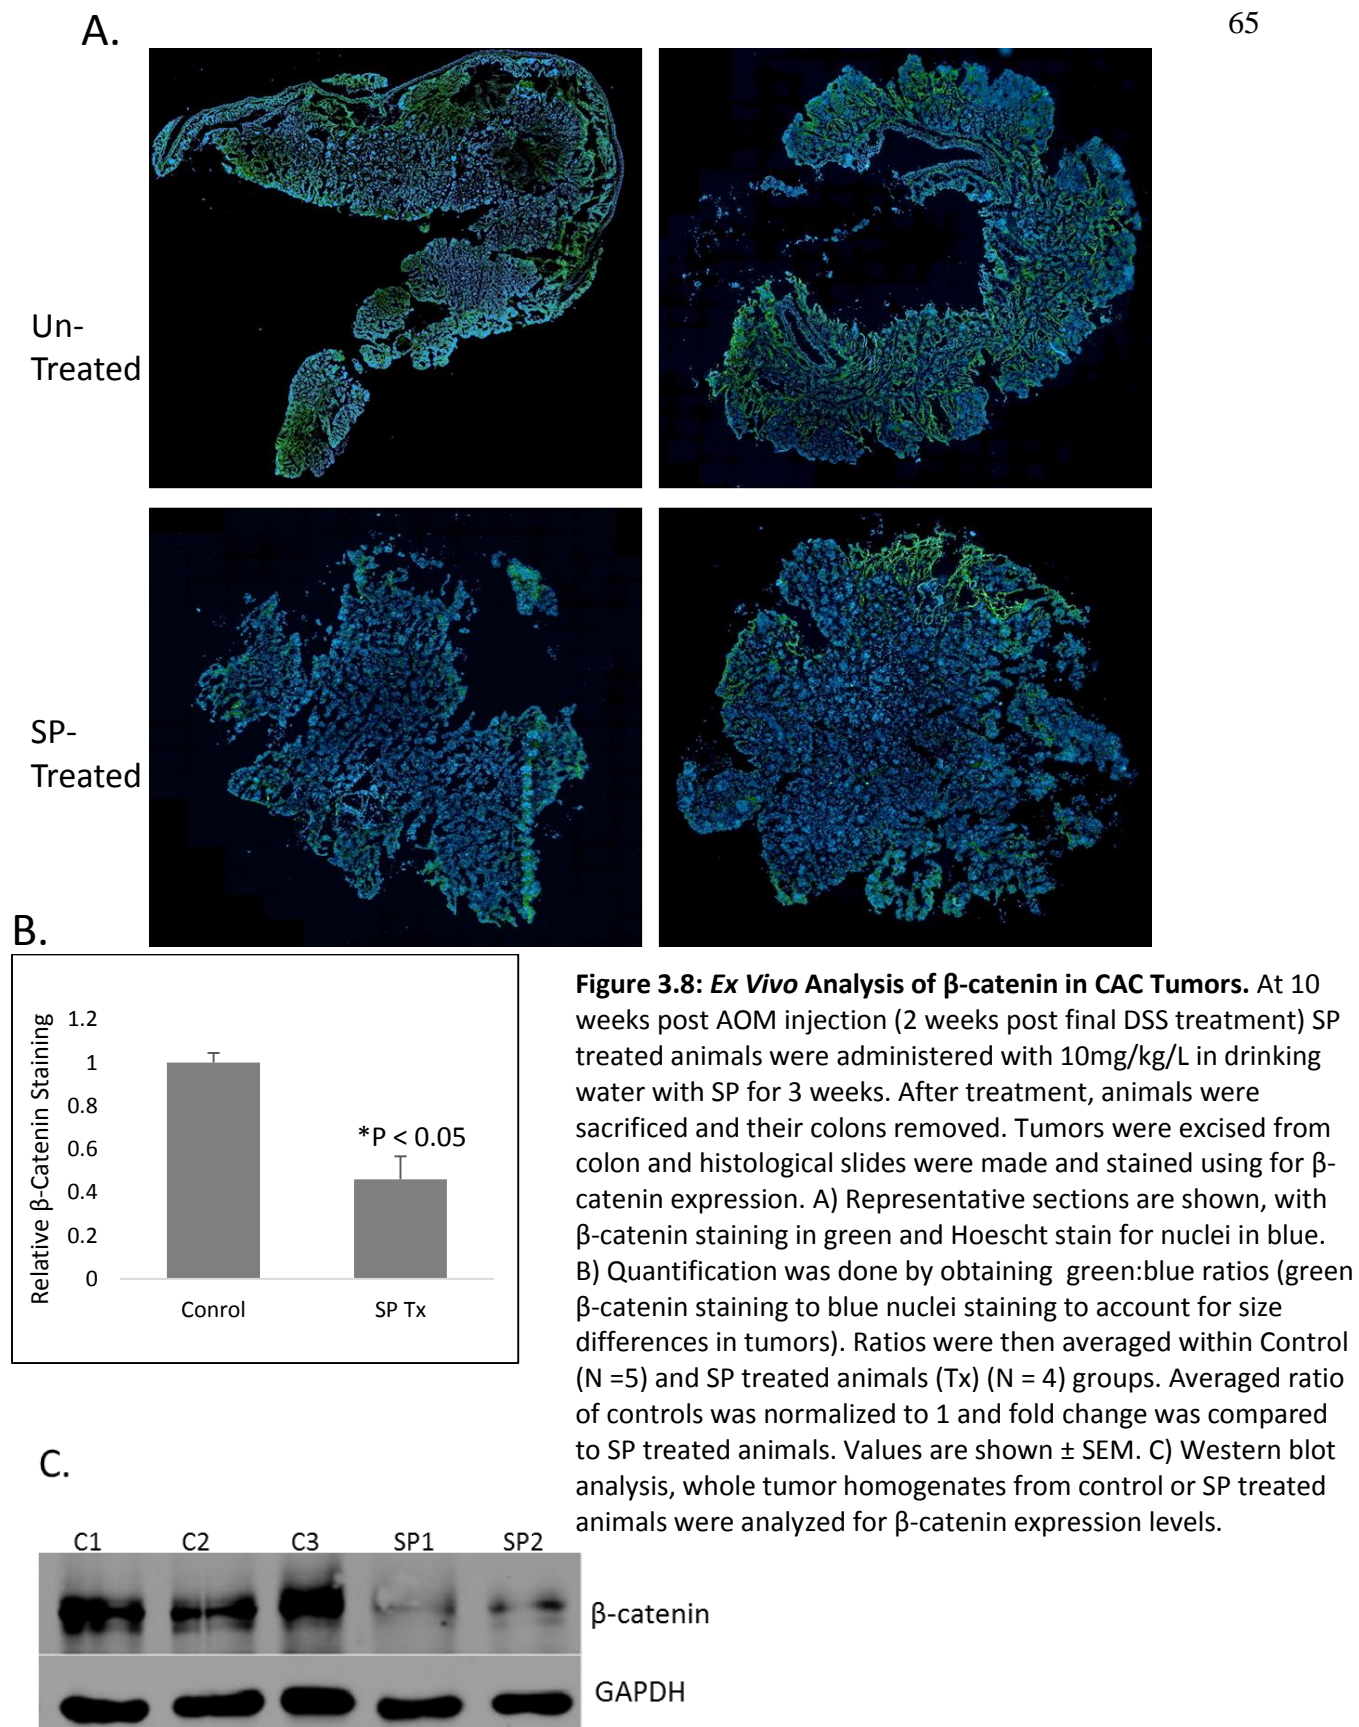 65
A.
Un-
Treated
SP-
Treated
B.
Relative β-Catenin Staining
1.2
1
0.8
0.6
0.4
0.2
0
*P < 0.05
Conrol
SP Tx
Figure 3.8: Ex Vivo Analysis of β-catenin in CAC Tumors. At 10
weeks post AOM injection (2 weeks post final DSS treatment) SP
treated animals were administered with 10mg/kg/L in drinking
water with SP for 3 weeks. After treatment, animals were
sacrificed and their colons removed. Tumors were excised from
colon and histological slides were made and stained using for β-
catenin expression. A) Representative sections are shown, with
β-catenin staining in green and Hoescht stain for nuclei in blue.
B) Quantification was done by obtaining green:blue ratios (green
β-catenin staining to blue nuclei staining to account for size
differences in tumors). Ratios were then averaged within Control
(N =5) and SP treated animals (Tx) (N = 4) groups. Averaged ratio
of controls was normalized to 1 and fold change was compared
to SP treated animals. Values are shown ± SEM. C) Western blot
analysis, whole tumor homogenates from control or SP treated
animals were analyzed for β-catenin expression levels.
C.
C1 C2 C3 SP1 SP2
β-catenin
GAPDH